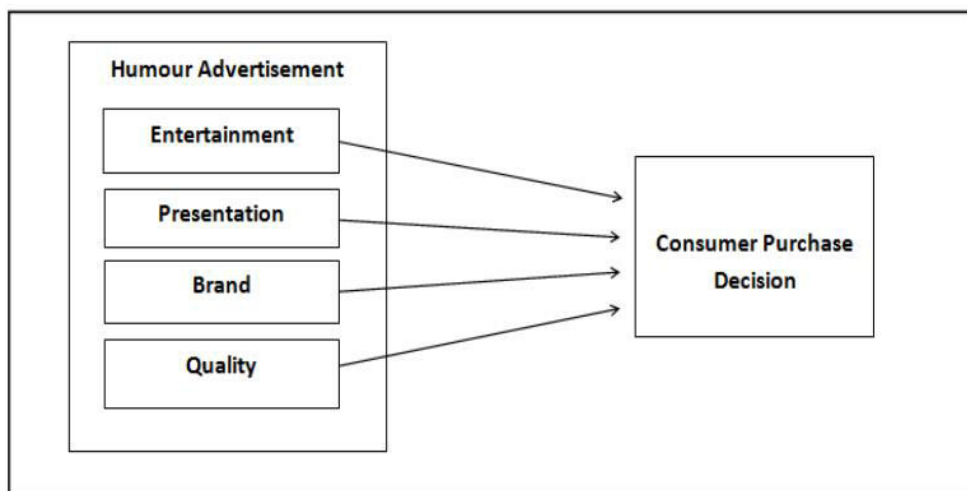 Humour Advertisement
Entertainment
Presentation
Brand
Quality
Consumer Purchase
Decision